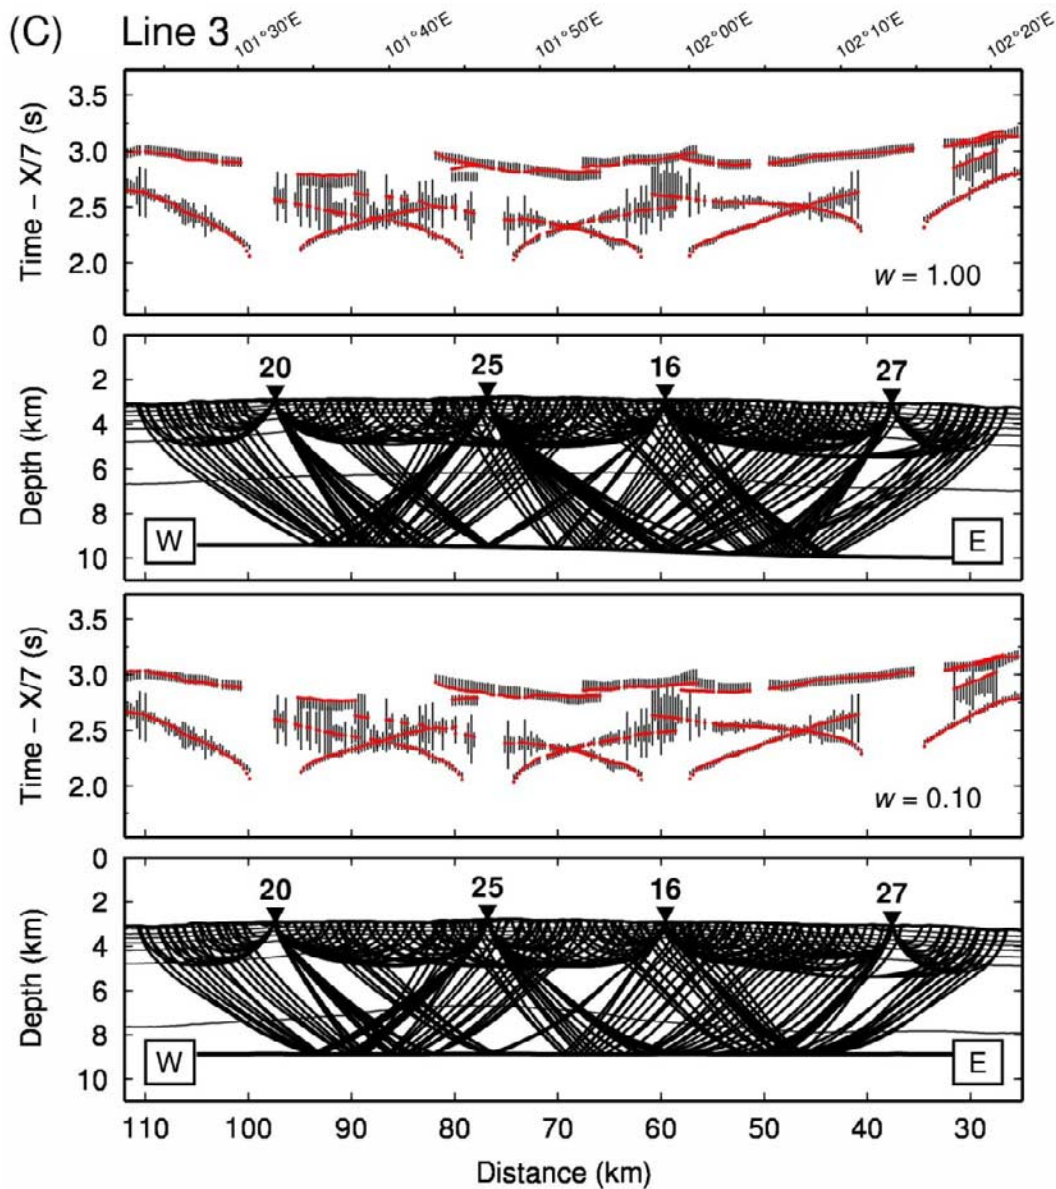 (C) Line 3
101°30'E 101°40'E 101°50'E 102°00'E 102°10'E 102°20'E
Time – X/7 (s)
3.5
3.0
2.5
2.0
w = 1.00
Depth (km)
0
2
4
6
8
10
20 25 16 27
W E
Time – X/7 (s)
3.5
3.0
2.5
2.0
w = 0.10
Depth (km)
0
2
4
6
8
10
20 25 16 27
W E
110 100 90 80 70 60 50 40 30
Distance (km)